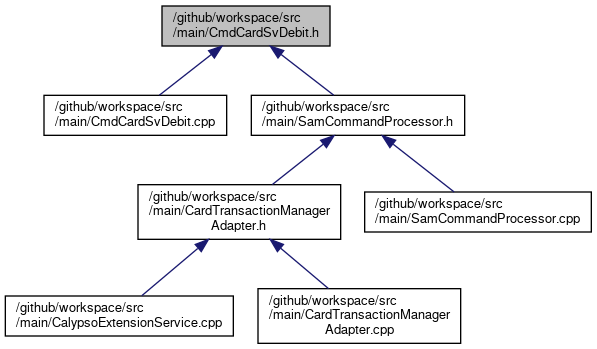 /github/workspace/src
/main/CmdCardSvDebit.h
/github/workspace/src
/main/CmdCardSvDebit.cpp
/github/workspace/src
/main/SamCommandProcessor.h
/github/workspace/src
/main/CardTransactionManager
Adapter.h
/github/workspace/src
/main/SamCommandProcessor.cpp
/github/workspace/src
/main/CalypsoExtensionService.cpp
/github/workspace/src
/main/CardTransactionManager
Adapter.cpp